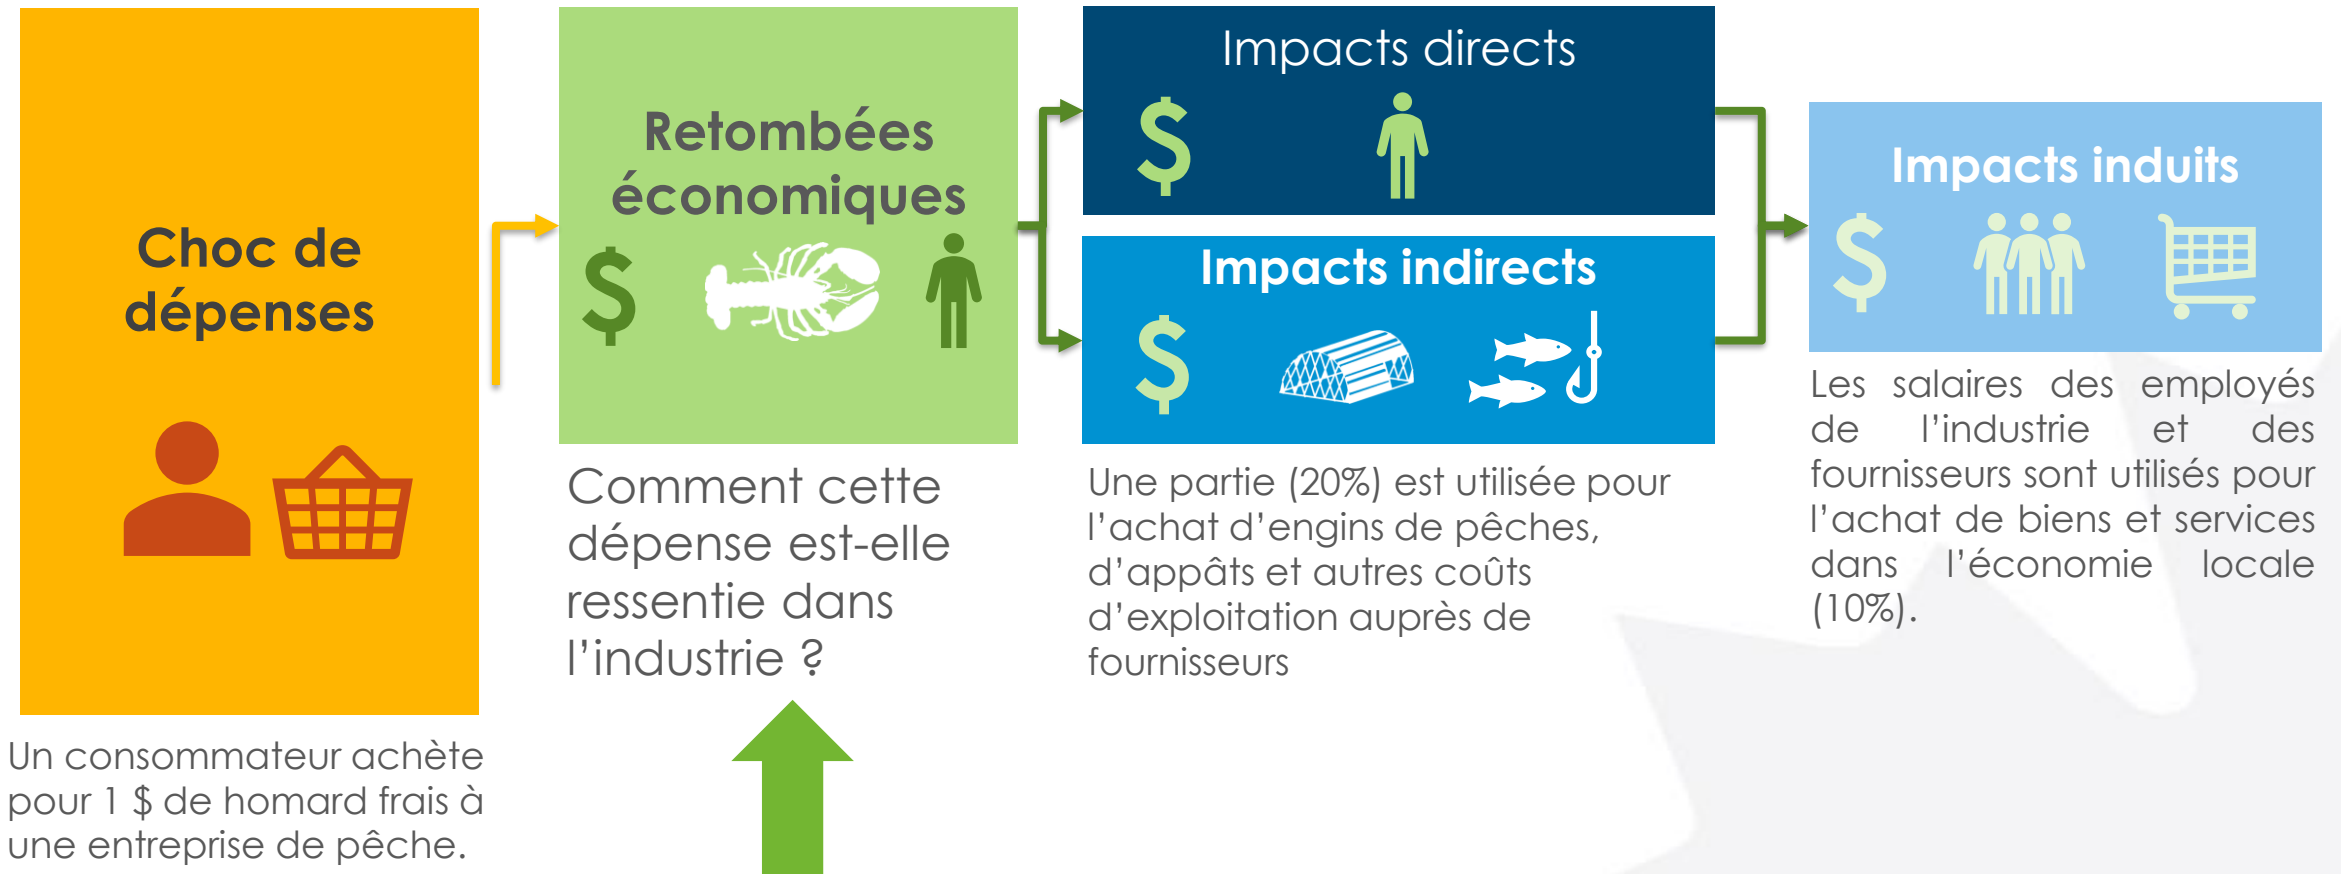 Choc de
dépenses
Un consommateur achète
pour 1 $ de homard frais à
une entreprise de pêche.
Retombées
économiques
$
Comment cette
dépense est-elle
ressentie dans
l’industrie ?
Impacts directs
$
Impacts indirects
$
Une partie (20%) est utilisée pour
l’achat d’engins de pêches,
d’appâts et autres coûts
d’exploitation auprès de
fournisseurs
Impacts induits
$
Les salaires des employés
de l’industrie et des
fournisseurs sont utilisés pour
l’achat de biens et services
dans l’économie locale
(10%).